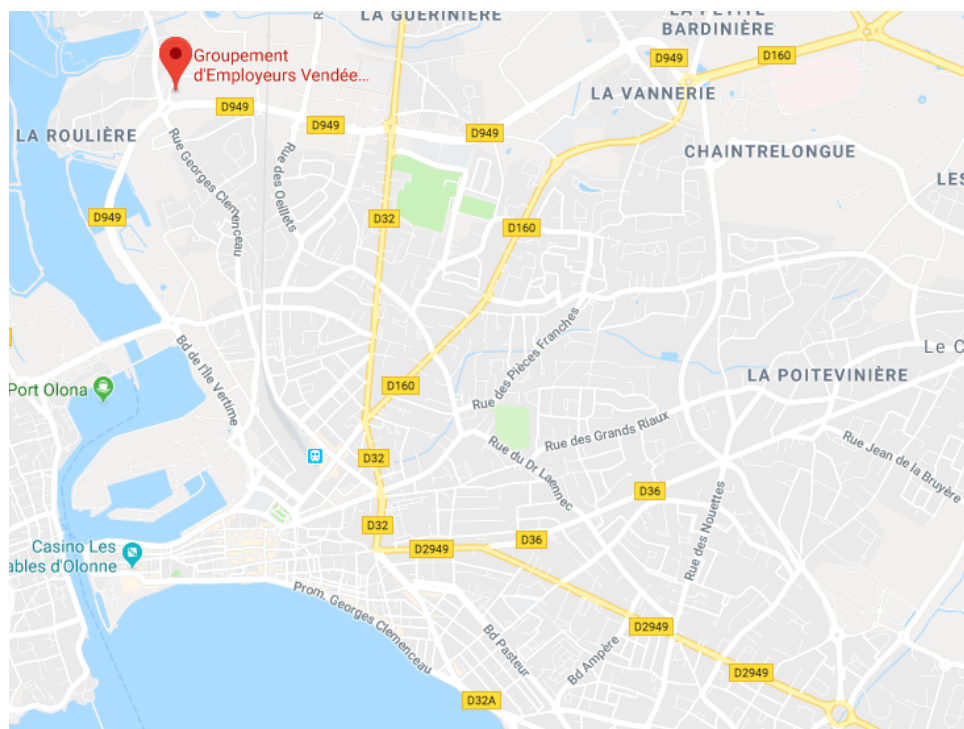 LA GUÉRINIÈRE
LA PETITE
BARDINIÈRE
Groupement
d'Employeurs Vendée...
D949
D160
LA VANNERIE
D949
D949
D949
LA ROULIÈRE
CHAINTRELONGUE
LES
Rue Georges Clemenceau
Rue des Oeillets
D949
D32
D160
Bd de l'Île Vertime
Rue des Pièces Franches
Le C
Port Olona
D160
LA POITEVINIÈRE
Rue des Grands Riaux
Rue du Dr Laennec
Rue Jean de la Bruyère
D32
D36
Rue des Nouettes
D32
D36
D2949
Casino Les
ables d'Olonne
Prom. Georges Clemenceau
Bd Pasteur
Bd Ampère
D2949
D2949
D32A